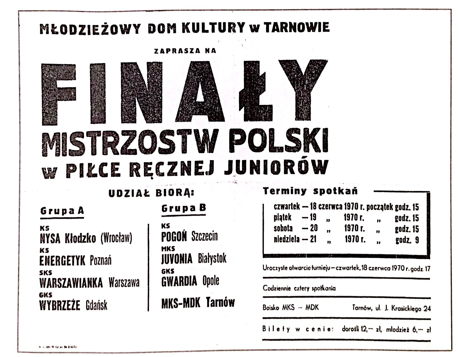 MŁODZIEŻOWY DOM KULTURY w TARNOWIE
ZAPRASZA NA
FINAŁY
MISTRZOSTW POLSKI
w PIŁCE RĘCZNEJ JUNIORÓW
UDZIAŁ BIORĄ:
Grupa A
KS
NYSA Kłodzko (Wrocław)
KS
ENERGETYK Poznań
SKS
WARSZAWIANKA Warszawa
GKS
WYBRZEŻE Gdańsk
Grupa B
KS
POGOŃ Szczecin
MKS
JUVONIA Białystok
GKS
GWARDIA Opole
MKS-MDK Tarnów
Terminy spotkań
czwartek — 18 czerwca 1970 r. początek godz. 15
piątek — 19 „ 1970 r. „ godz. 15
sobota — 20 „ 1970 r. „ godz. 15
niedziela — 21 „ 1970 r. „ godz. 9
Uroczyste otwarcie turnieju — czwartek, 18 czerwca 1970 r. godz. 17
Codziennie cztery spotkania
Boisko MKS - MDK Tarnów, ul. J. Krasickiego 24
Bilety w cenie: dorośli 12,— zł, młodzież 6,— zł